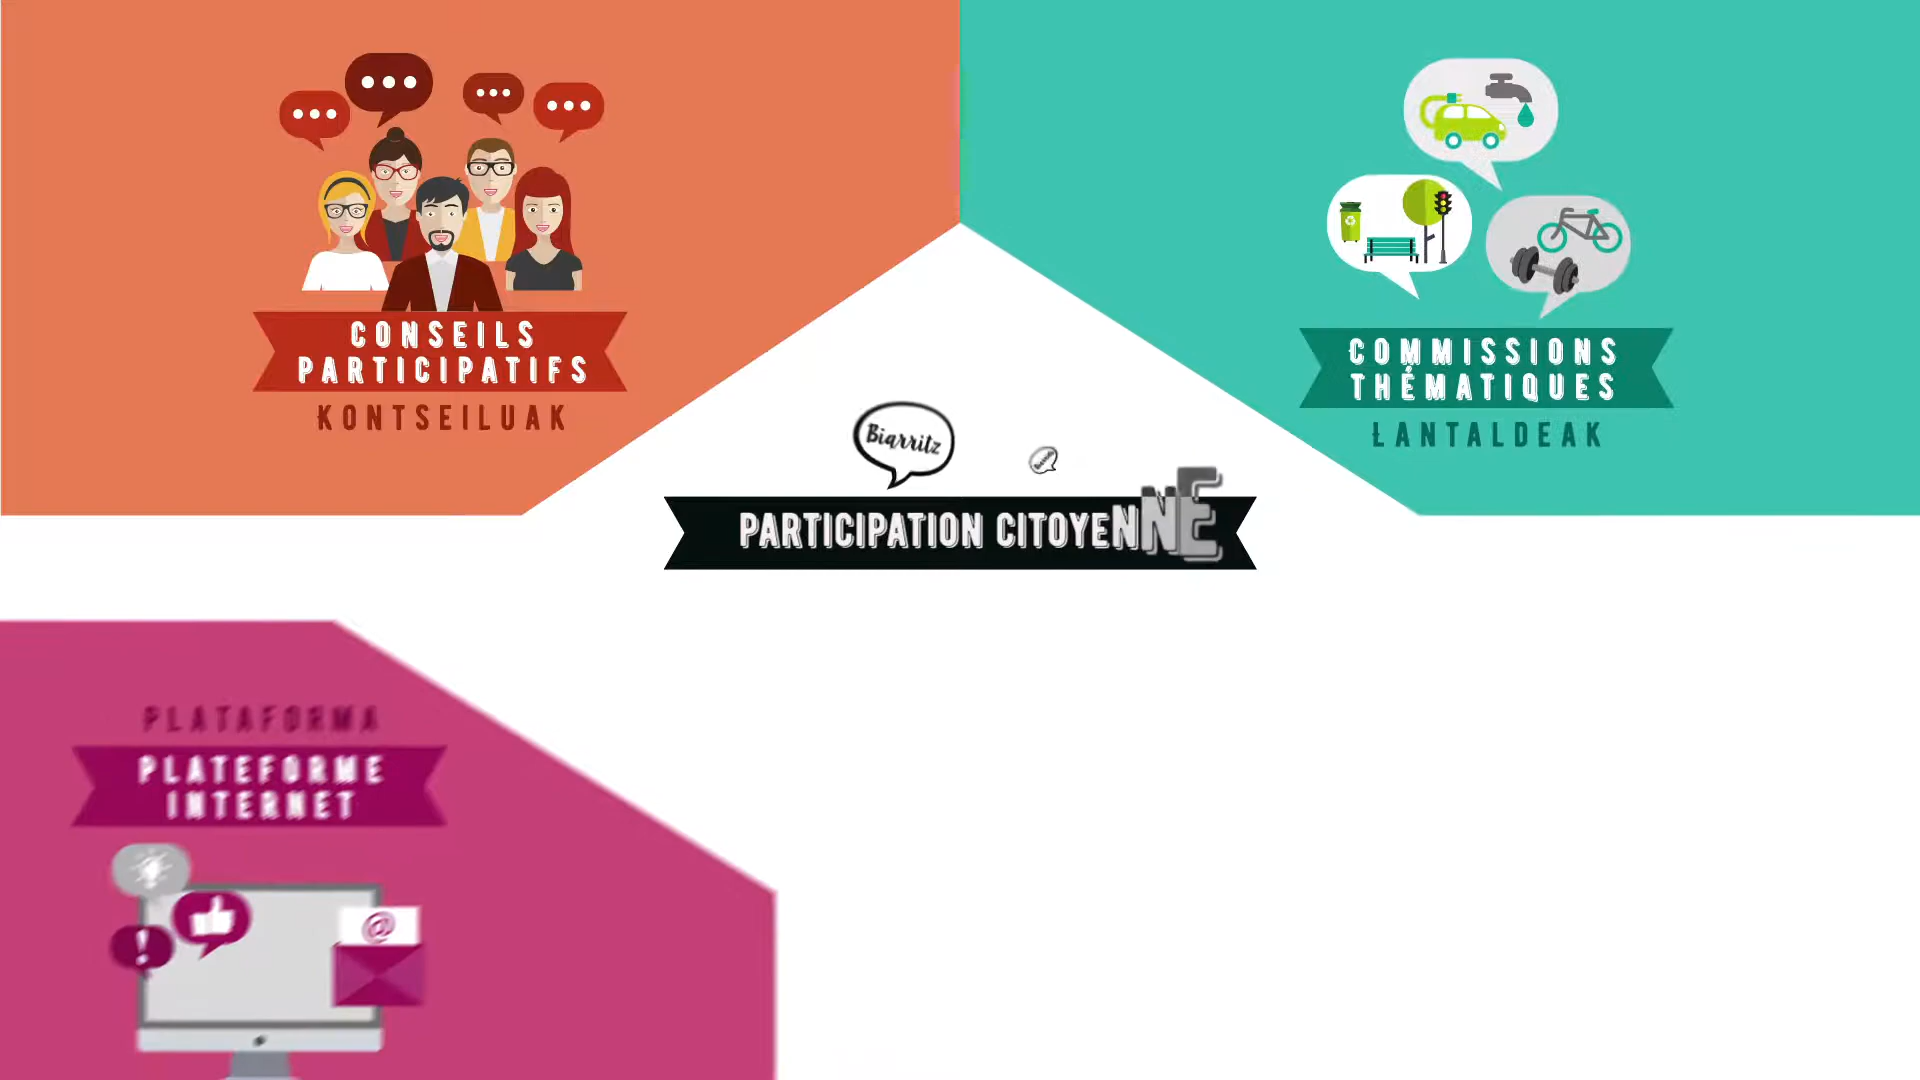 CONSEILS
PARTICIPATIFS
KONTSEILUAK
COMMISSIONS
THÉMATIQUES
LANTALDEAK
Biarritz
PARTICIPATION CITOYENNE
PLATAFORMA
PLATEFORME
INTERNET
@
!